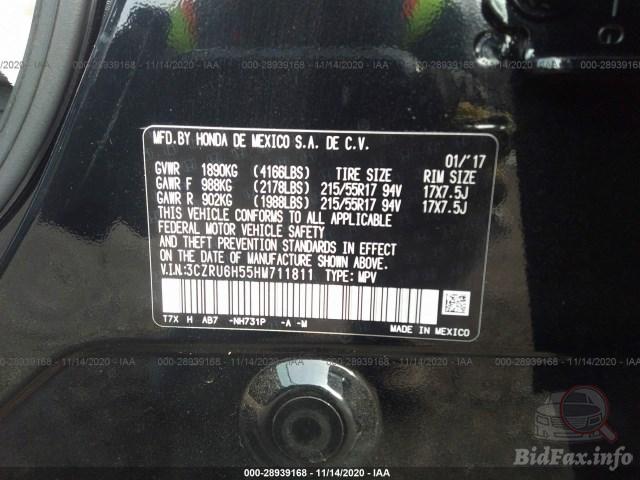 000-28939168 - 11/14/2020 - IAA
MFD.BY HONDA DE MEXICO S.A. DE C.V.
01/'17
GVWR 1890KG (4166LBS) TIRE SIZE RIM SIZE
GAWR F 988KG (2178LBS) 215/55R17 94V 17X7.5J
GAWR R 902KG (1988LBS) 215/55R17 94V 17X7.5J
THIS VEHICLE CONFORMS TO ALL APPLICABLE
FEDERAL MOTOR VEHICLE SAFETY
AND THEFT PREVENTION STANDARDS IN EFFECT
ON THE DATE OF MANUFACTURE SHOWN ABOVE.
V.I.N:3CZRU6H55HM711811 TYPE: MPV
T7X H AB7 -NH731P -A -M
MADE IN MEXICO
BidFax.info
000-28939168 - 11/14/2020 - IAA